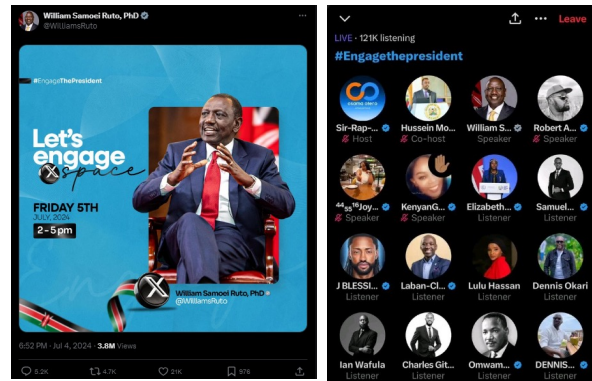 William Samoei Ruto, PhD
@WilliamsRuto
#EngageThePresident
Let's
engage
X space
FRIDAY 5TH
JULY, 2024
2-5pm
William Samoei Ruto, PhD
@WilliamsRuto
6:52 PM · Jul 4, 2024 · 3.8M Views
5.2K 4.7K 21K 976
Leave
LIVE · 121K listening
#Engagethepresident
Sir-Rap-... Hussein Mo... William S... Robert A...
Host Co-host Speaker Speaker
⁴⁴₅₅¹⁶Joy... KenyanG... Elizabeth... Samuel...
Speaker Speaker Listener Listener
J BLESSI... Laban-Cl... Lulu Hassan Dennis Okari
Listener Listener Listener Listener
Ian Wafula Charles Git... Omwam... DENNIS...
Listener Listener Listener Listener